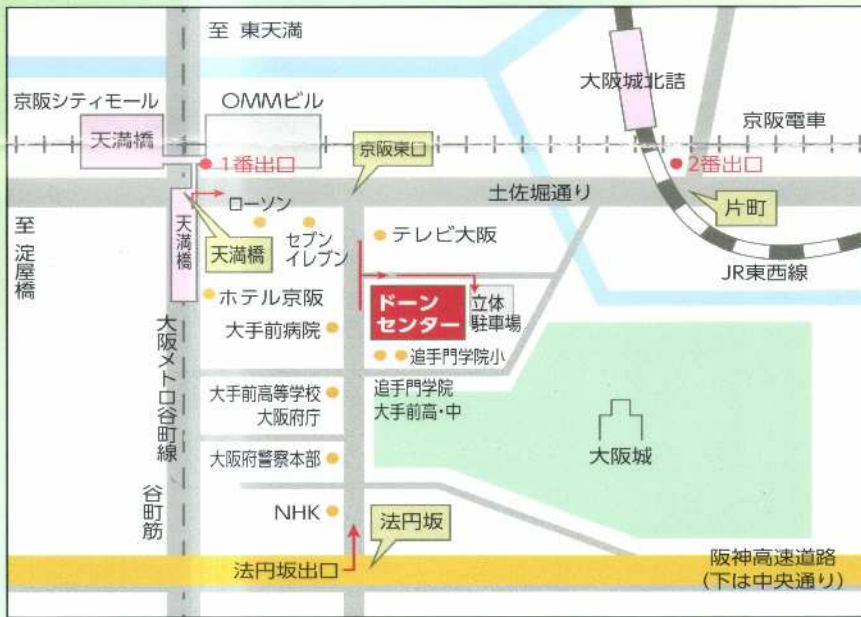 至 東天満
大阪城北詰
京阪シティモール
OMMビル
京阪電車
天満橋
京阪東口
1番出口
2番出口
土佐堀通り
片町
ローソン
至 淀屋橋
天満橋
天満橋
セブン
イレブン
テレビ大阪
JR東西線
ホテル京阪
ドーン
センター
立体
駐車場
大手前病院
追手門学院小
大阪メトロ谷町線
大手前高等学校
大阪府庁
追手門学院
大手前高・中
大阪城
大阪府警察本部
谷町筋
NHK
法円坂
法円坂出口
阪神高速道路
(下は中央通り)